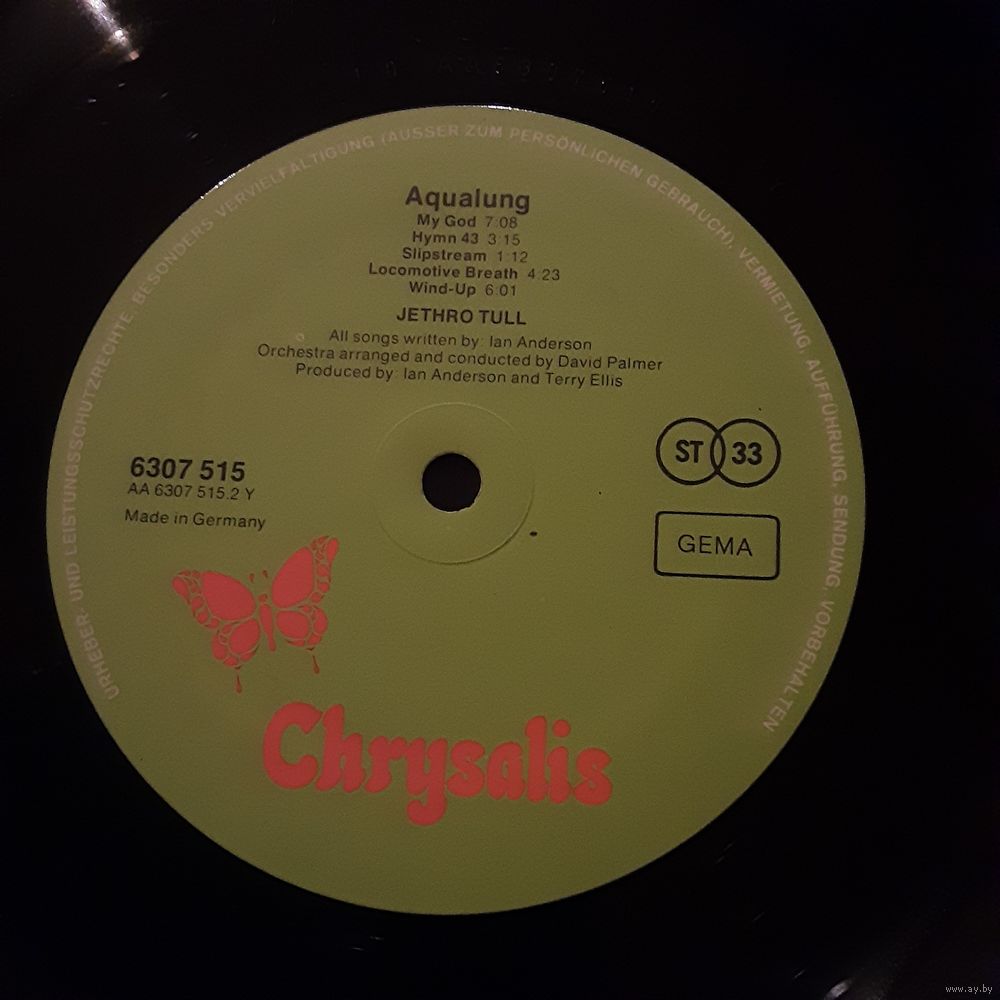 URHEBER- UND LEISTUNGSSCHUTZRECHTE, BESONDERS VERVIELFÄLTIGUNG (AUSSER ZUM PERSÖNLICHEN GEBRAUCH), VERMIETUNG, AUFFÜHRUNG, SENDUNG, VORBEHALTEN
Aqualung
My God 7:08
Hymn 43 3:15
Slipstream 1:12
Locomotive Breath 4:23
Wind-Up 6:01
JETHRO TULL
All songs written by: Ian Anderson
Orchestra arranged and conducted by David Palmer
Produced by: Ian Anderson and Terry Ellis
ST 33
6307 515
AA 6307 515.2 Y
Made in Germany
GEMA
Chrysalis
www.ay.by